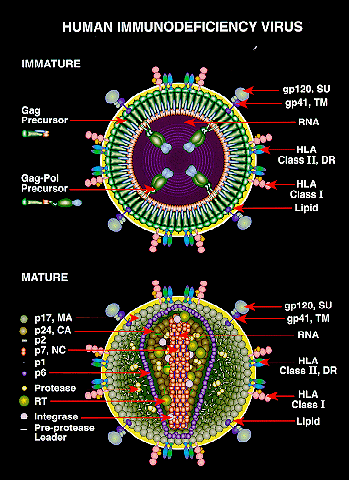 HUMAN IMMUNODEFICIENCY VIRUS
IMMATURE
Gag
Precursor
Gag-Pol
Precursor
gp120, SU
gp41, TM
RNA
HLA
Class II, DR
HLA
Class I
Lipid
MATURE
p17, MA
p24, CA
p2
p7, NC
p1
p6
Protease
RT
Integrase
Pre-protease
Leader
gp120, SU
gp41, TM
RNA
HLA
Class II, DR
HLA
Class I
Lipid